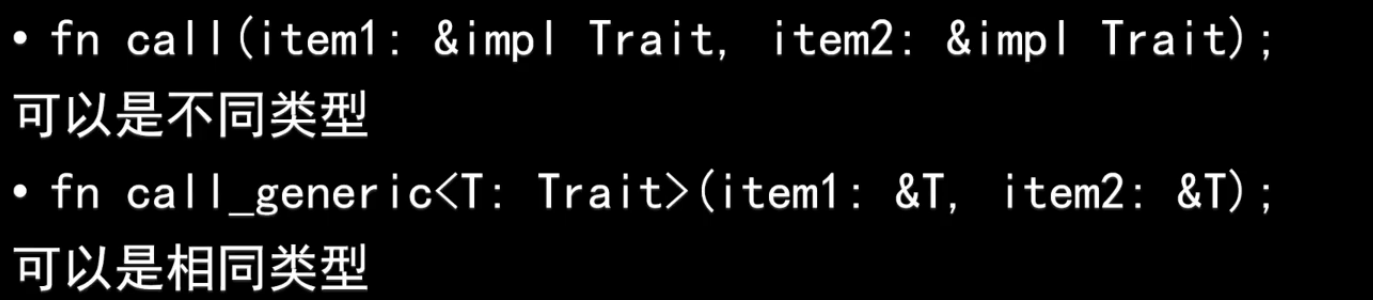 • fn call(item1: &impl Trait, item2: &impl Trait);
可以是不同类型
• fn call_generic<T: Trait>(item1: &T, item2: &T);
可以是相同类型